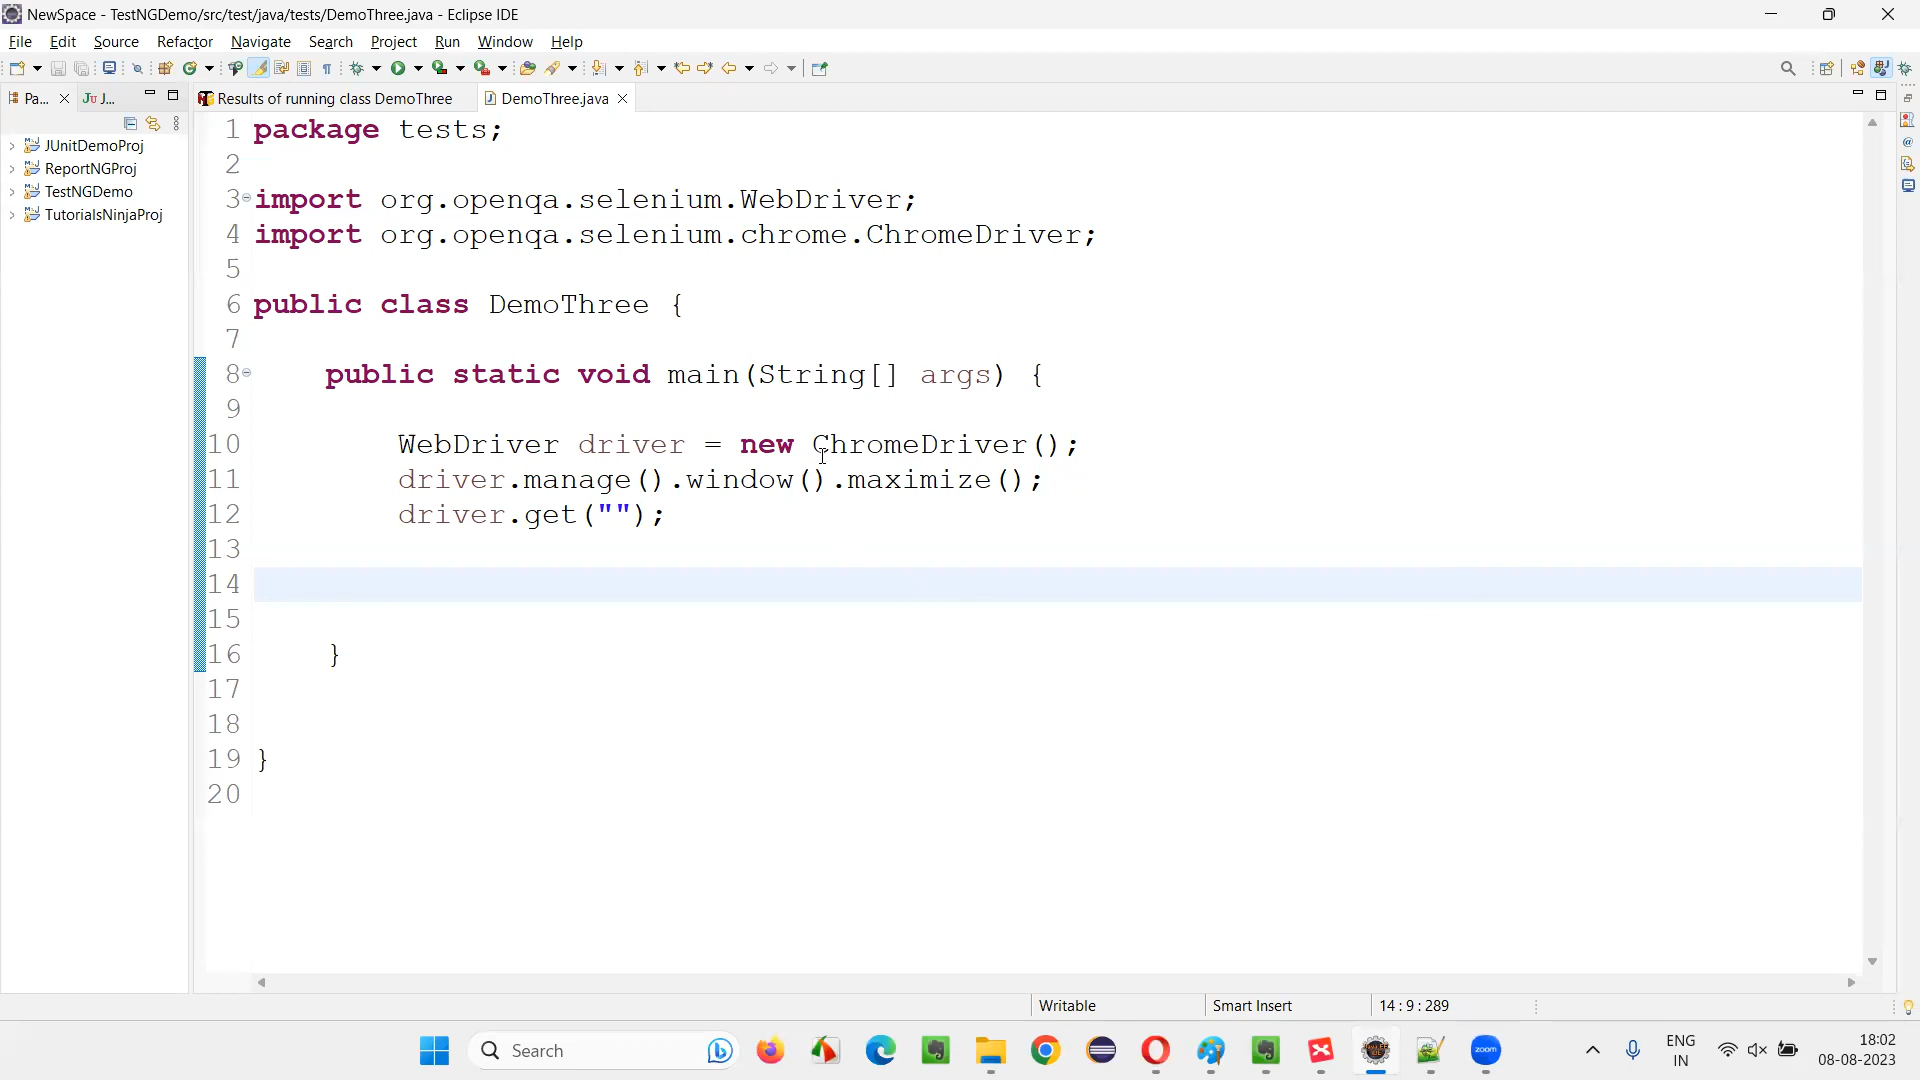 NewSpace - TestNGDemo/src/test/java/tests/DemoThree.java - Eclipse IDE
File Edit Source Refactor Navigate Search Project Run Window Help
Pa... J...
Results of running class DemoThree
DemoThree.java
JUnitDemoProj
ReportNGProj
TestNGDemo
TutorialsNinjaProj
1 package tests;
2
3 import org.openqa.selenium.WebDriver;
4 import org.openqa.selenium.chrome.ChromeDriver;
5
6 public class DemoThree {
7
8 public static void main(String[] args) {
9
10 WebDriver driver = new ChromeDriver();
11 driver.manage().window().maximize();
12 driver.get("");
13
14
15
16 }
17
18
19 }
20
Writable Smart Insert 14 : 9 : 289
Search
zoom
ENG
IN
18:02
08-08-2023